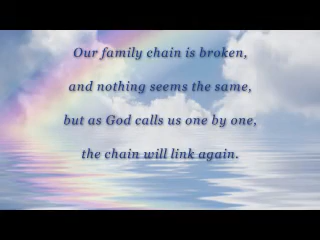 Our family chain is broken,
and nothing seems the same,
but as God calls us one by one,
the chain will link again.